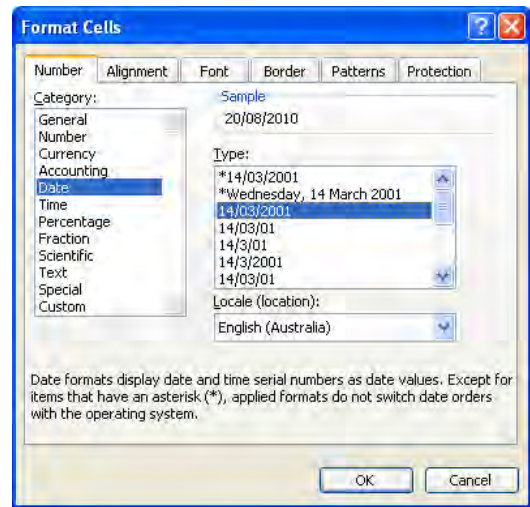 Format Cells
Number Alignment Font Border Patterns Protection
Category:
General
Number
Currency
Accounting
Date
Time
Percentage
Fraction
Scientific
Text
Special
Custom
Sample
20/08/2010
Type:
*14/03/2001
*Wednesday, 14 March 2001
14/03/2001
14/03/01
14/3/01
14/3/2001
14/03/01
Locale (location):
English (Australia)
Date formats display date and time serial numbers as date values. Except for
items that have an asterisk (*), applied formats do not switch date orders
with the operating system.
OK Cancel